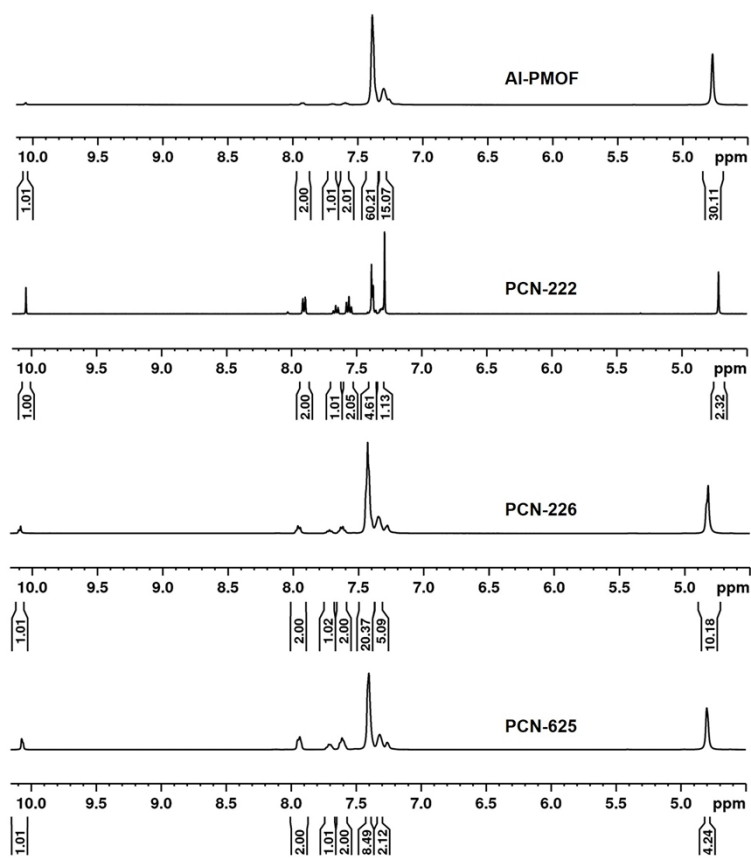 Al-PMOF
10.0 9.5 9.0 8.5 8.0 7.5 7.0 6.5 6.0 5.5 5.0 ppm
1.01 2.00 1.01 2.01 60.21 15.07 30.11
PCN-222
10.0 9.5 9.0 8.5 8.0 7.5 7.0 6.5 6.0 5.5 5.0 ppm
1.00 2.00 1.01 2.05 4.61 1.13 2.32
PCN-226
10.0 9.5 9.0 8.5 8.0 7.5 7.0 6.5 6.0 5.5 5.0 ppm
1.01 2.00 1.02 2.00 20.37 5.09 10.18
PCN-625
10.0 9.5 9.0 8.5 8.0 7.5 7.0 6.5 6.0 5.5 5.0 ppm
1.01 2.00 1.01 2.00 8.49 2.12 4.24